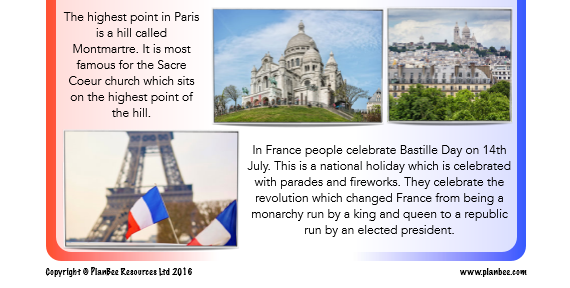 The highest point in Paris
is a hill called
Montmartre. It is most
famous for the Sacre
Coeur church which sits
on the highest point of
the hill.
In France people celebrate Bastille Day on 14th
July. This is a national holiday which is celebrated
with parades and fireworks. They celebrate the
revolution which changed France from being a
monarchy run by a king and queen to a republic
run by an elected president.
Copyright © PlanBee Resources Ltd 2016
www.planbee.com